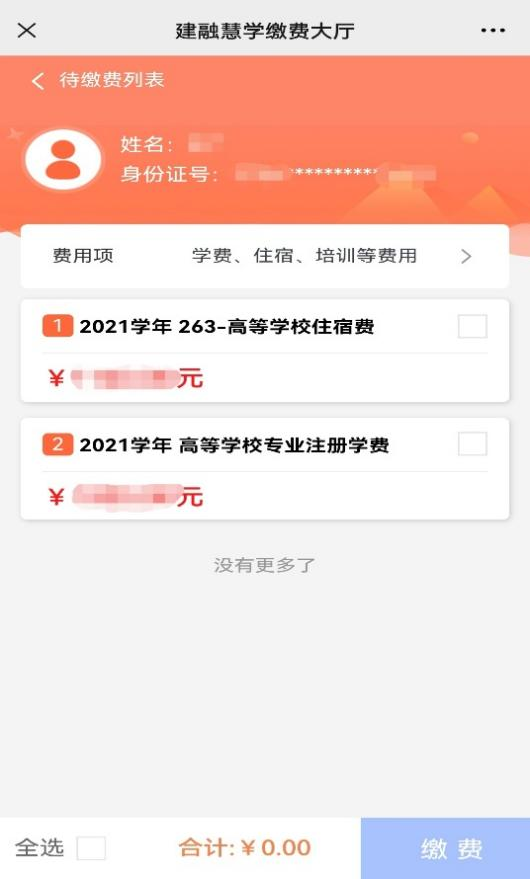 建融慧学缴费大厅
待缴费列表
姓名：
身份证号： **********
费用项 学费、住宿、培训等费用
1 2021学年 263-高等学校住宿费
￥ 元
2 2021学年 高等学校专业注册学费
￥ 元
没有更多了
全选 合计:￥0.00 缴 费